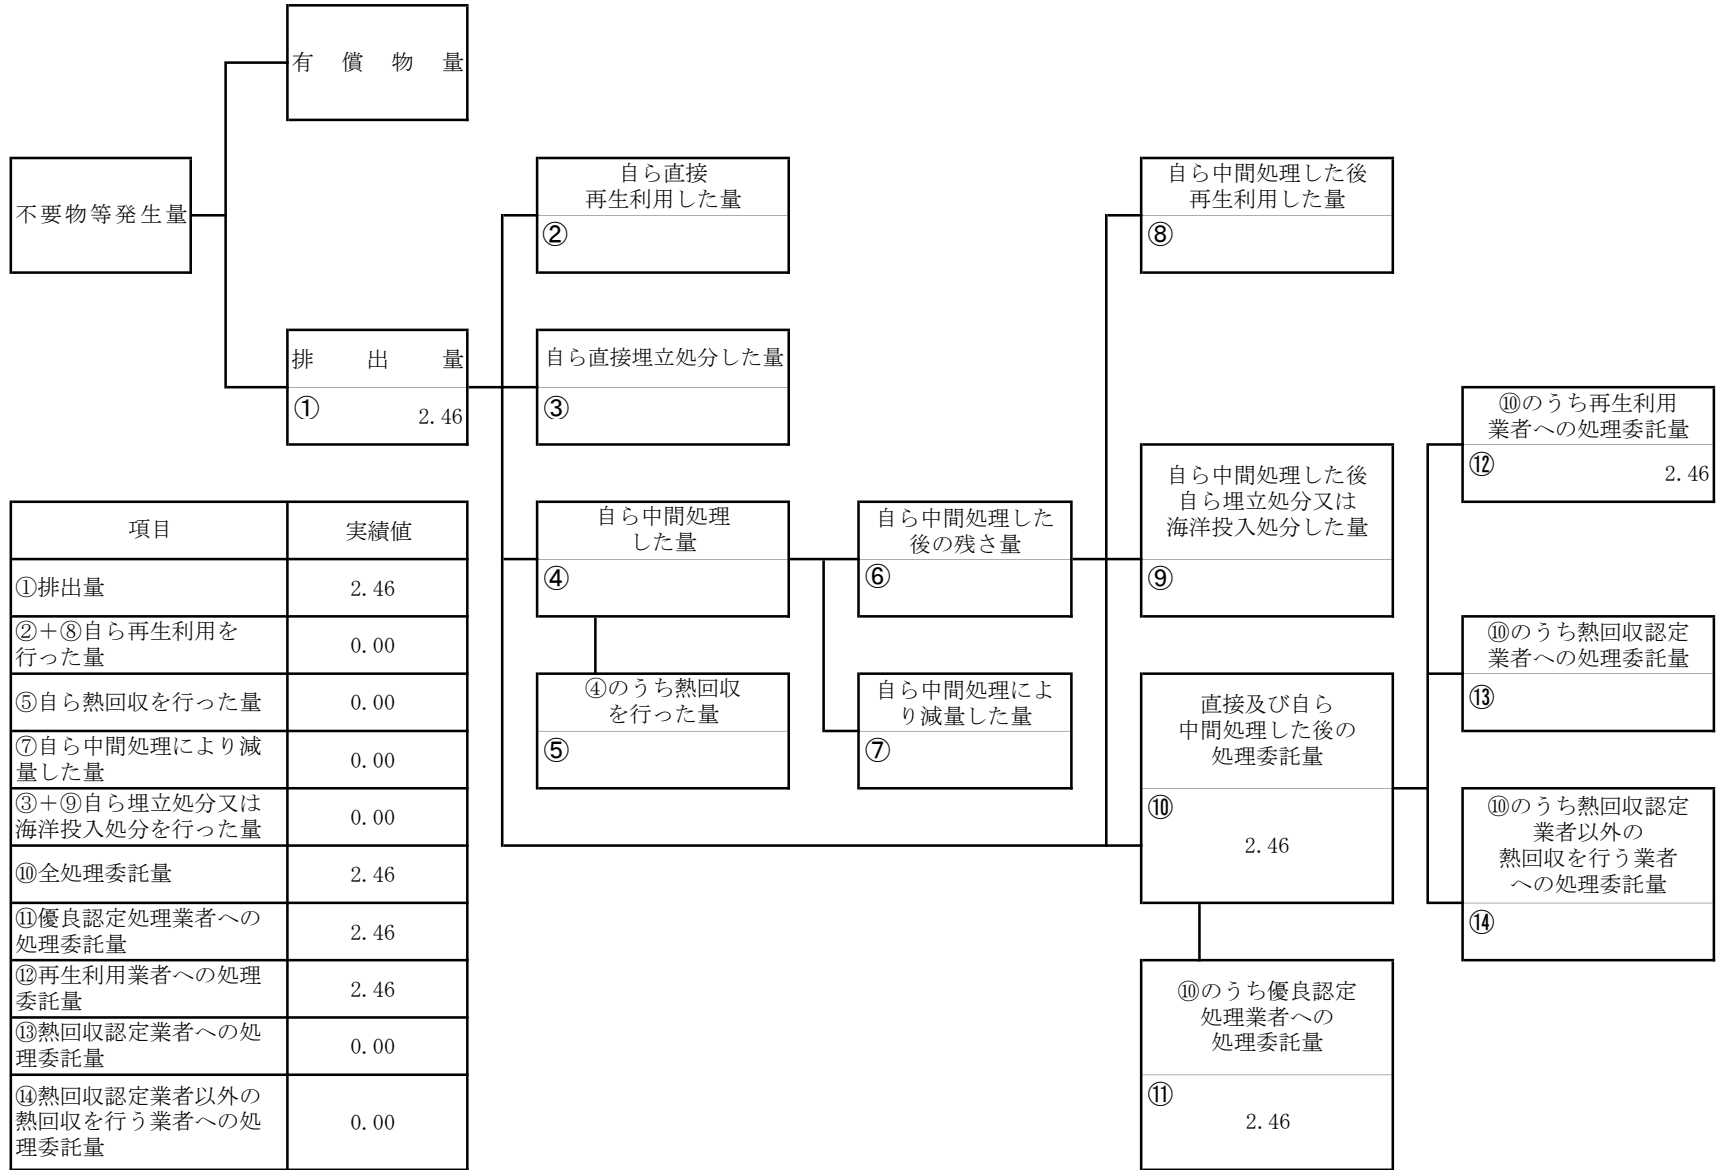 有償物量
不要物等発生量
排出量
①
2.46
自ら直接
再生利用した量
②
自ら直接埋立処分した量
③
自ら中間処理
した量
④
④のうち熱回収
を行った量
⑤
自ら中間処理した
後の残さ量
⑥
自ら中間処理によ
り減量した量
⑦
自ら中間処理した後
再生利用した量
⑧
自ら中間処理した後
自ら埋立処分又は
海洋投入処分した量
⑨
直接及び自ら
中間処理した後の
処理委託量
⑩
2.46
⑩のうち優良認定
処理業者への
処理委託量
⑪
2.46
⑩のうち再生利用
業者への処理委託量
⑫
2.46
⑩のうち熱回収認定
業者への処理委託量
⑬
⑩のうち熱回収認定
業者以外の
熱回収を行う業者
への処理委託量
⑭
項目 実績値
①排出量 2.46
②+⑧自ら再生利用を
行った量 0.00
⑤自ら熱回収を行った量 0.00
⑦自ら中間処理により減
量した量 0.00
③+⑨自ら埋立処分又は
海洋投入処分を行った量 0.00
⑩全処理委託量 2.46
⑪優良認定処理業者への
処理委託量 2.46
⑫再生利用業者への処理
委託量 2.46
⑬熱回収認定業者への処
理委託量 0.00
⑭熱回収認定業者以外の
熱回収を行う業者への処 0.00
理委託量